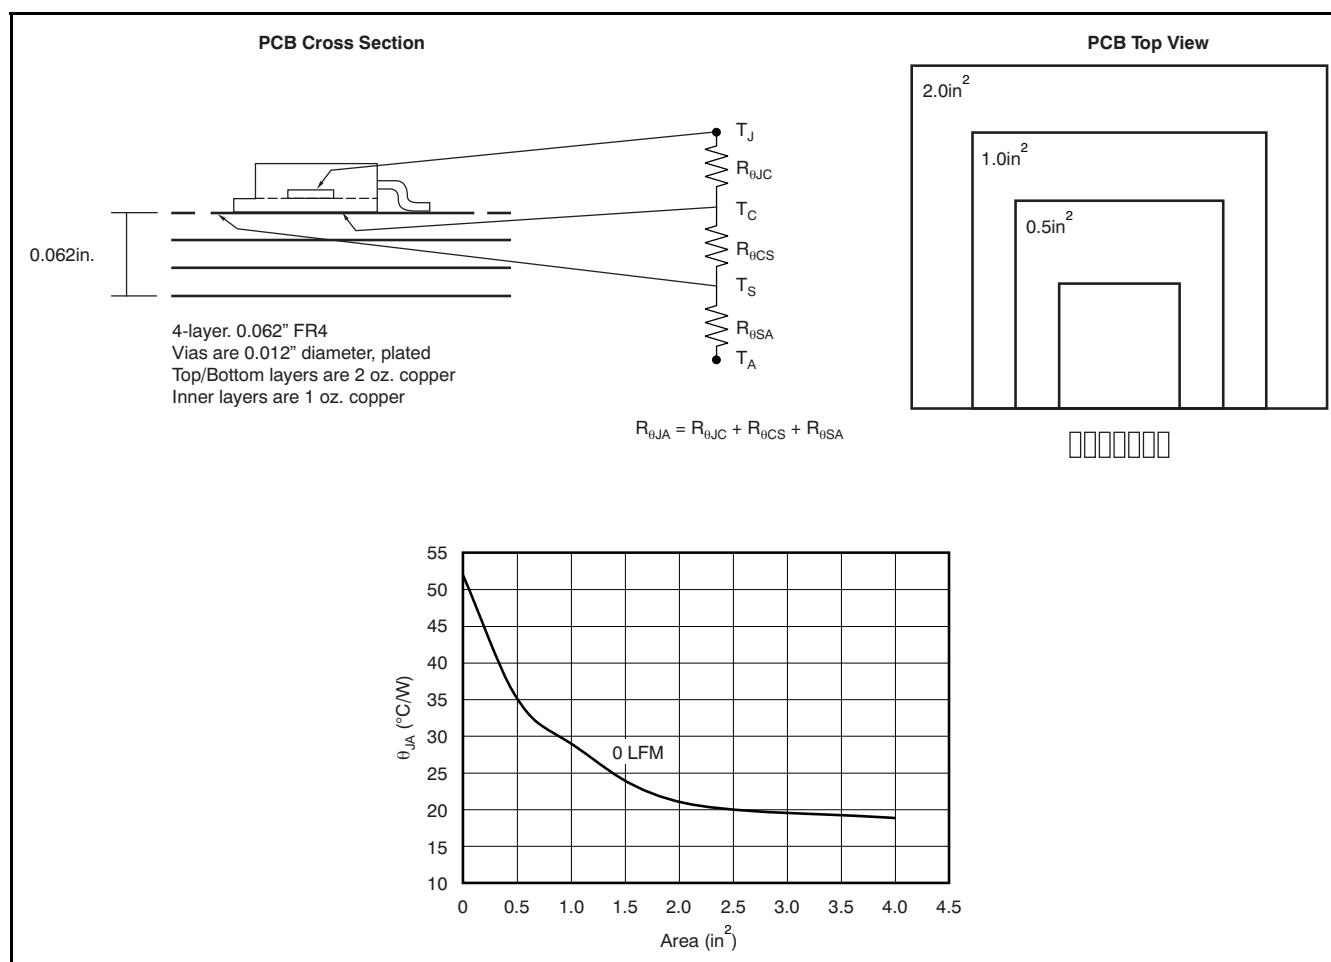 PCB Cross Section
PCB Top View
2.0in²
1.0in²
0.5in²
T_J
R_θJC
T_C
R_θCS
T_S
R_θSA
T_A
0.062in.
4-layer. 0.062” FR4
Vias are 0.012” diameter, plated
Top/Bottom layers are 2 oz. copper
Inner layers are 1 oz. copper
R_θJA = R_θJC + R_θCS + R_θSA
θ_JA (°C/W)
55
50
45
40
35
30
25
20
15
10
0 LFM
0 0.5 1.0 1.5 2.0 2.5 3.0 3.5 4.0 4.5
Area (in²)